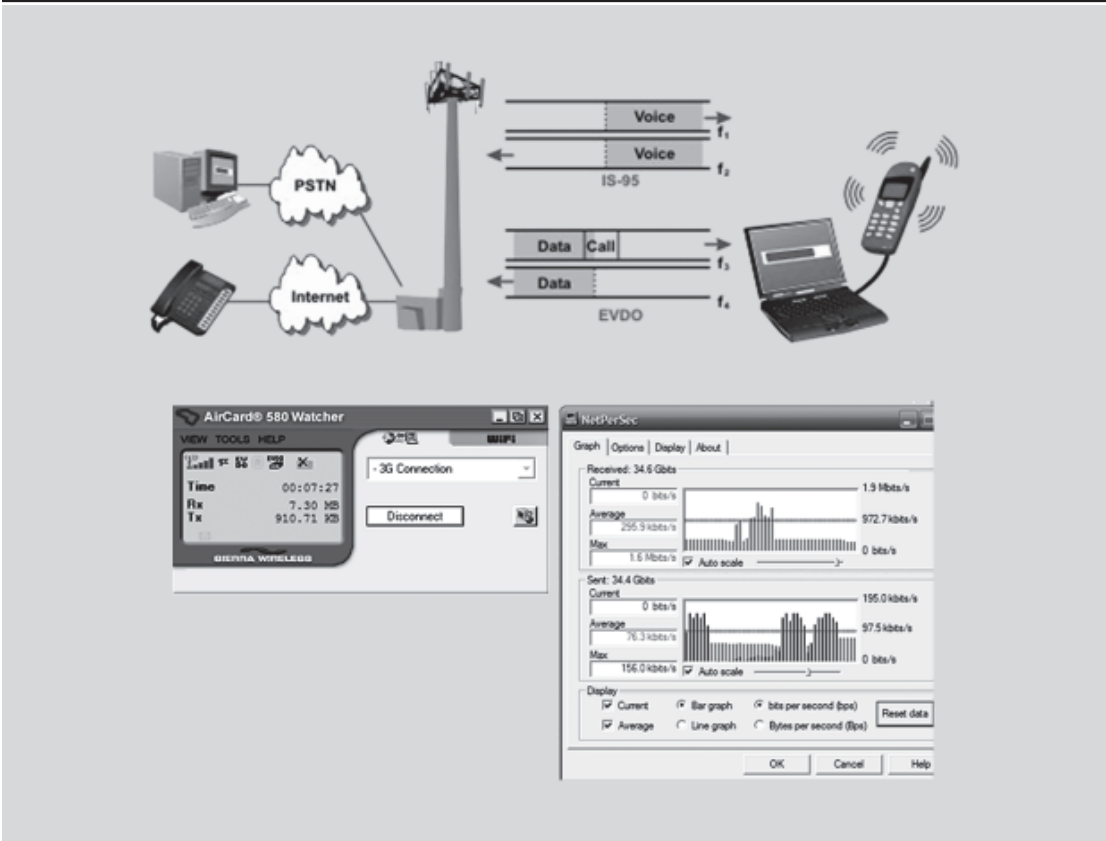 Voice
f₁
Voice
f₂
IS-95
PSTN
Data Call
f₃
Internet
Data
f₄
EVDO
AirCard® 580 Watcher
VIEW TOOLS HELP
WiFi
- 3G Connection
Time 00:07:27
Rx 7.30 MB
Tx 910.71 KB
Disconnect
SIERRA WIRELESS
NetPerSec
Graph Options Display About
Received: 34.6 Gbits
Current
0 bits/s
1.9 Mbits/s
Average
295.9 kbits/s
972.7 kbits/s
Max
1.6 Mbits/s
0 bits/s
Auto scale
Sent: 34.4 Gbits
Current
0 bits/s
195.0 kbits/s
Average
76.3 kbits/s
97.5 kbits/s
Max
156.0 kbits/s
0 bits/s
Auto scale
Display
Current Bar graph bits per second (bps)
Reset data
Average Line graph Bytes per second (Bps)
OK Cancel Help